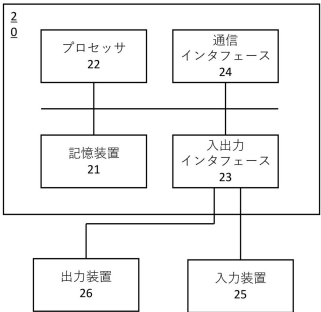 20
プロセッサ
22
通信
インタフェース
24
記憶装置
21
入出力
インタフェース
23
出力装置
26
入力装置
25